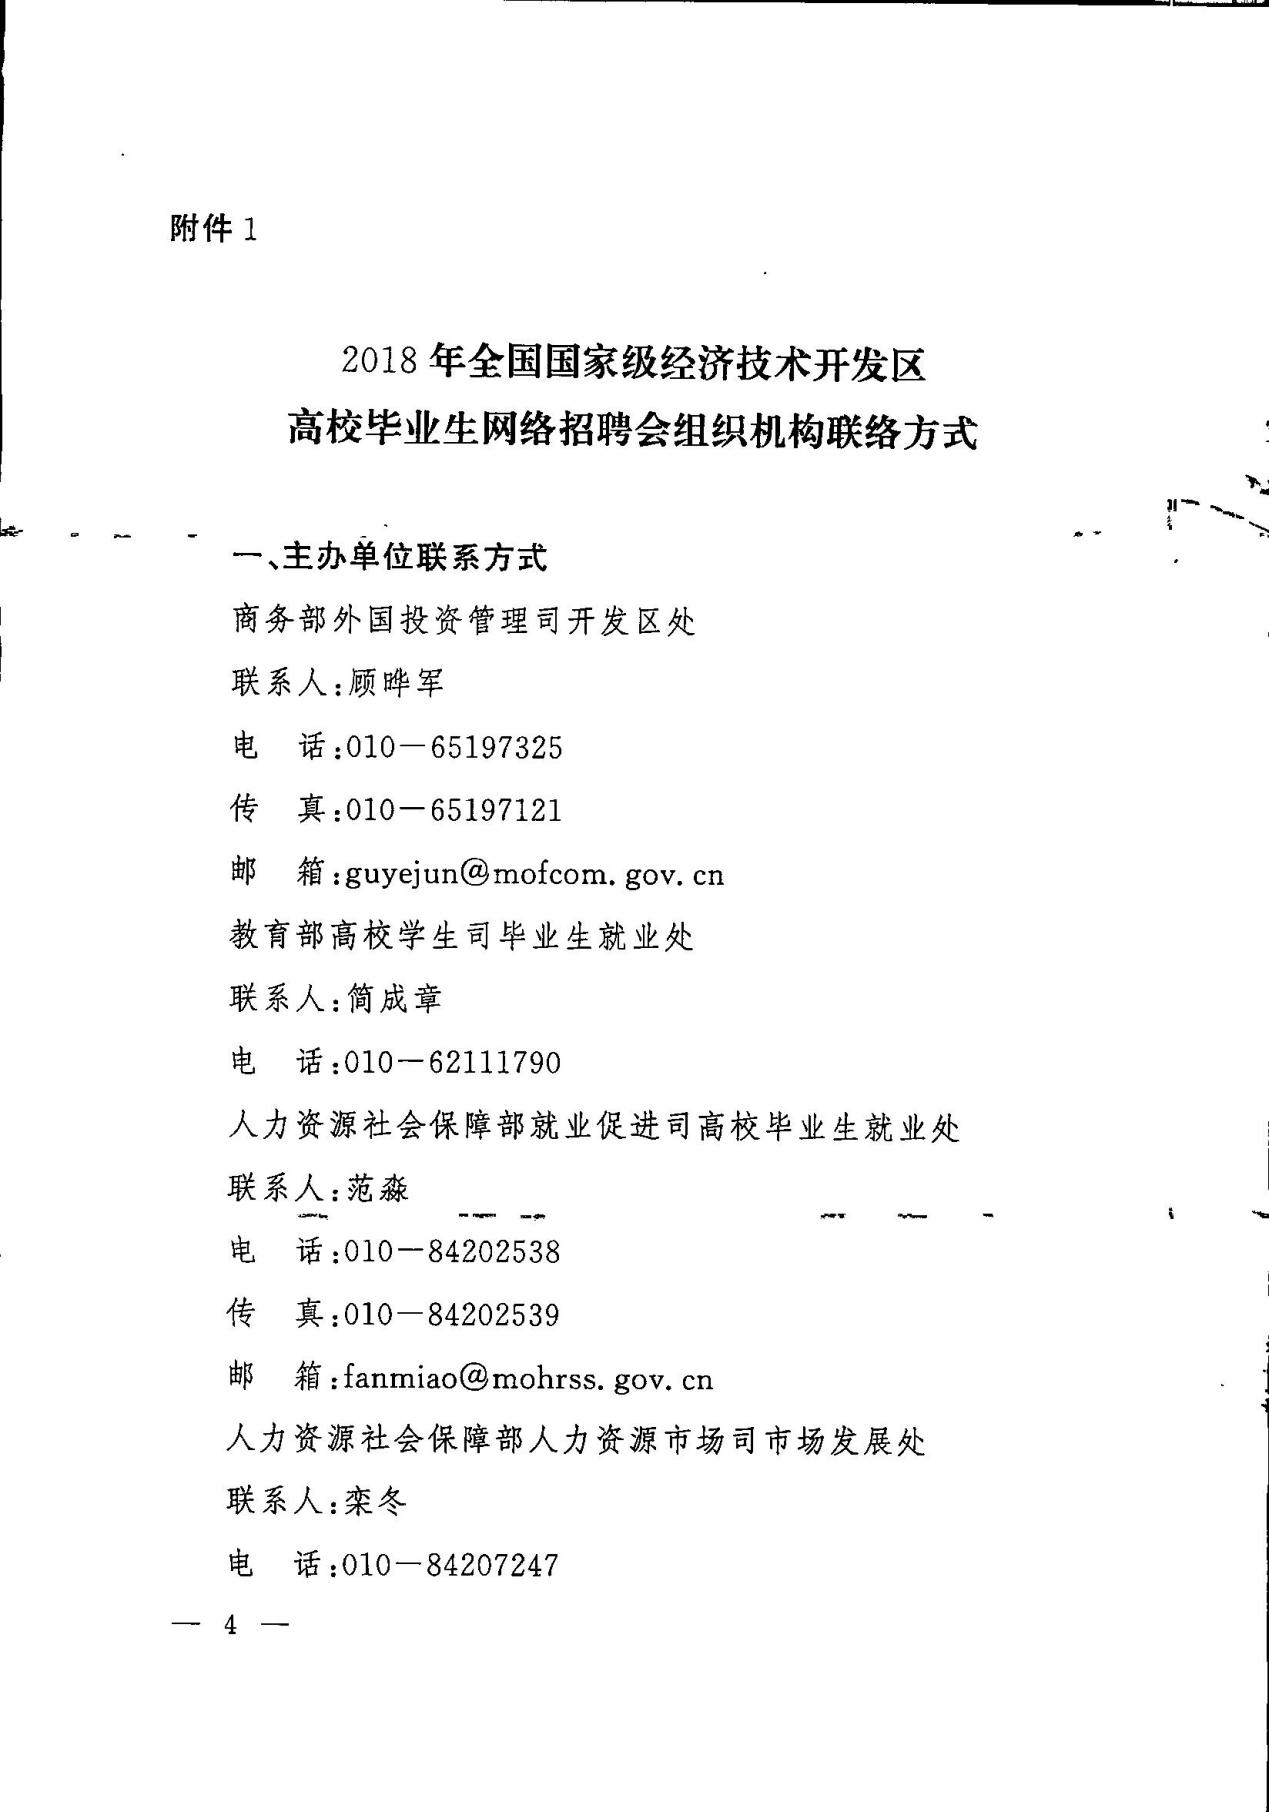 附件 1
2018 年全国国家级经济技术开发区
高校毕业生网络招聘会组织机构联络方式
一、主办单位联系方式
商务部外国投资管理司开发区处
联系人:顾晔军
电 话:010－65197325
传 真:010－65197121
邮 箱:guyejun@mofcom. gov. cn
教育部高校学生司毕业生就业处
联系人:简成章
电 话:010－62111790
人力资源社会保障部就业促进司高校毕业生就业处
联系人:范淼
电 话:010－84202538
传 真:010－84202539
邮 箱:fanmiao@mohrss. gov. cn
人力资源社会保障部人力资源市场司市场发展处
联系人:栾冬
电 话:010－84207247
— 4 —